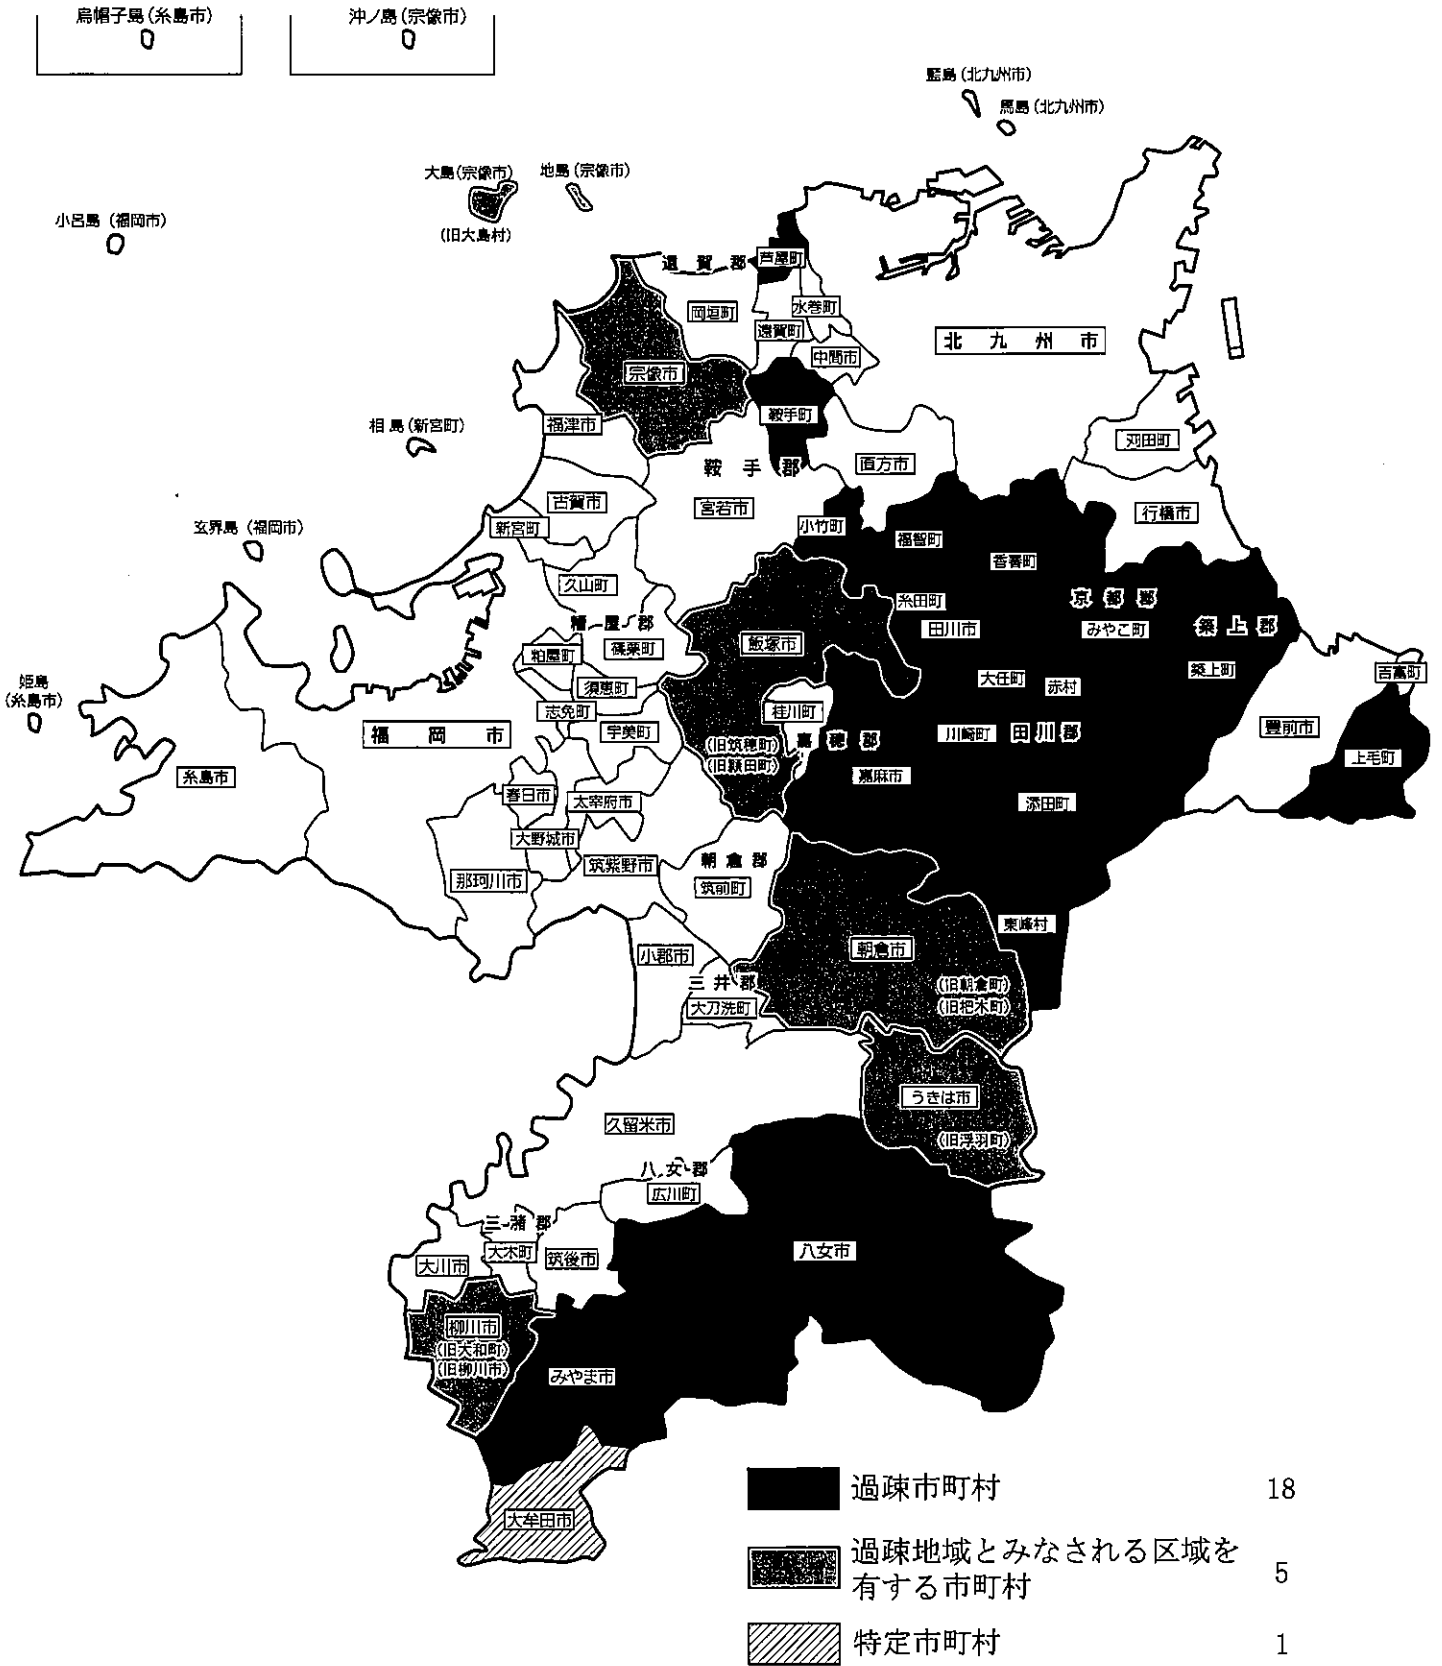 烏帽子島(糸島市)
沖ノ島(宗像市)
藍島(北九州市)
馬島(北九州市)
大島(宗像市)
地島(宗像市)
(旧大島村)
小呂島(福岡市)
遠賀郡
芦屋町
岡垣町
水巻町
遠賀町
中間市
北九州市
宗像市
鞍手町
福津市
相島(新宮町)
苅田町
鞍手郡
直方市
古賀市
宮若市
行橋市
新宮町
小竹町
玄界島(福岡市)
福智町
香春町
久山町
糸田町
京都郡
糟屋郡
田川市
みやこ町
築上郡
飯塚市
篠栗町
粕屋町
築上町
吉富町
姫島
(糸島市)
須恵町
大任町
赤村
志免町
桂川町
福岡市
宇美町
嘉穂郡
川崎町
田川郡
豊前市
(旧筑穂町)
(旧頴田町)
上毛町
糸島市
嘉麻市
春日市
太宰府市
添田町
大野城市
朝倉郡
筑紫野市
那珂川市
筑前町
東峰村
小郡市
朝倉市
三井郡
(旧朝倉町)
大刀洗町
(旧杷木町)
うきは市
久留米市
(旧浮羽町)
八女郡
広川町
三潴郡
大木町
八女市
大川市
筑後市
柳川市
(旧大和町)
(旧柳川市)
みやま市
大牟田市
過疎市町村 18
過疎地域とみなされる区域を
有する市町村 5
特定市町村 1